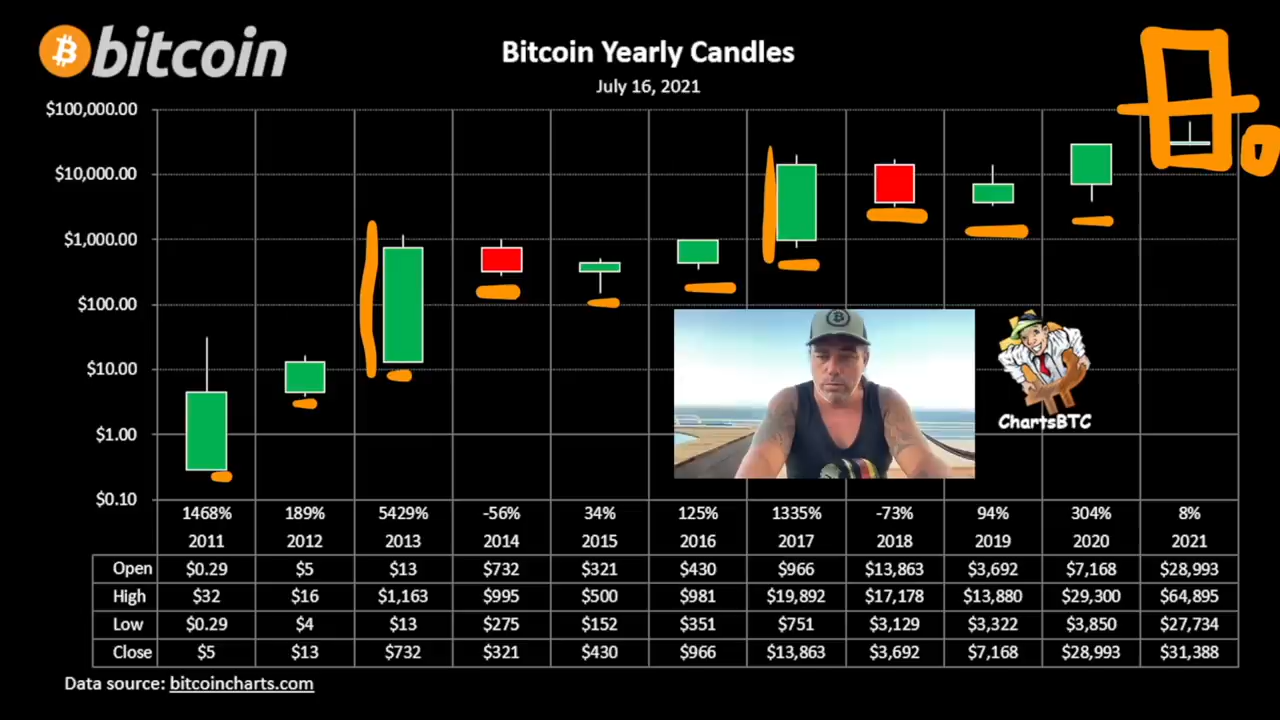 bitcoin
Bitcoin Yearly Candles
July 16, 2021
$100,000.00
$10,000.00
$1,000.00
$100.00
$10.00
$1.00
$0.10
ChartsBTC
1468% 189% 5429% -56% 34% 125% 1335% -73% 94% 304% 8%
2011 2012 2013 2014 2015 2016 2017 2018 2019 2020 2021
Open $0.29 $5 $13 $732 $321 $430 $966 $13,863 $3,692 $7,168 $28,993
High $32 $16 $1,163 $995 $500 $981 $19,892 $17,178 $13,880 $29,300 $64,895
Low $0.29 $4 $13 $275 $152 $351 $751 $3,129 $3,322 $3,850 $27,734
Close $5 $13 $732 $321 $430 $966 $13,863 $3,692 $7,168 $28,993 $31,388
Data source: bitcoincharts.com